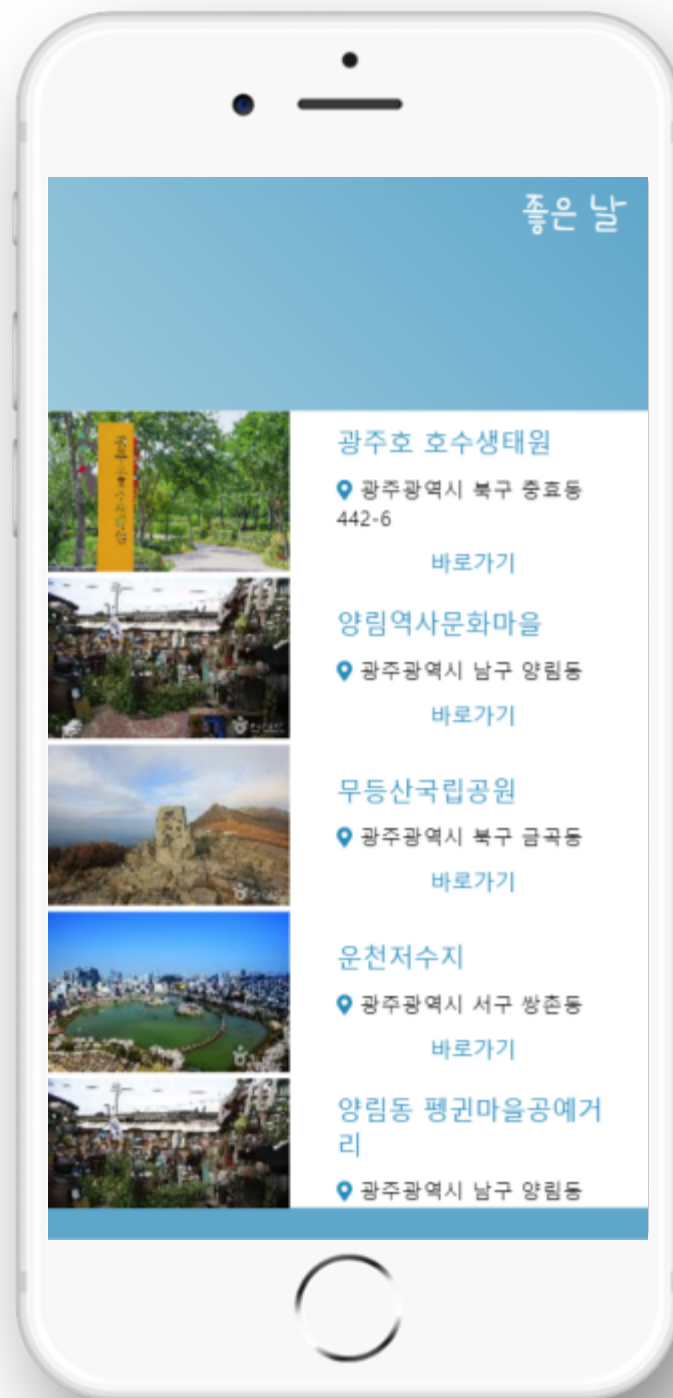 좋은 날
광주호 호수생태원
광주광역시 북구 충효동
442-6
바로가기
양림역사문화마을
광주광역시 남구 양림동
바로가기
무등산국립공원
광주광역시 북구 금곡동
바로가기
운천저수지
광주광역시 서구 쌍촌동
바로가기
양림동 펭귄마을공예거
리
광주광역시 남구 양림동